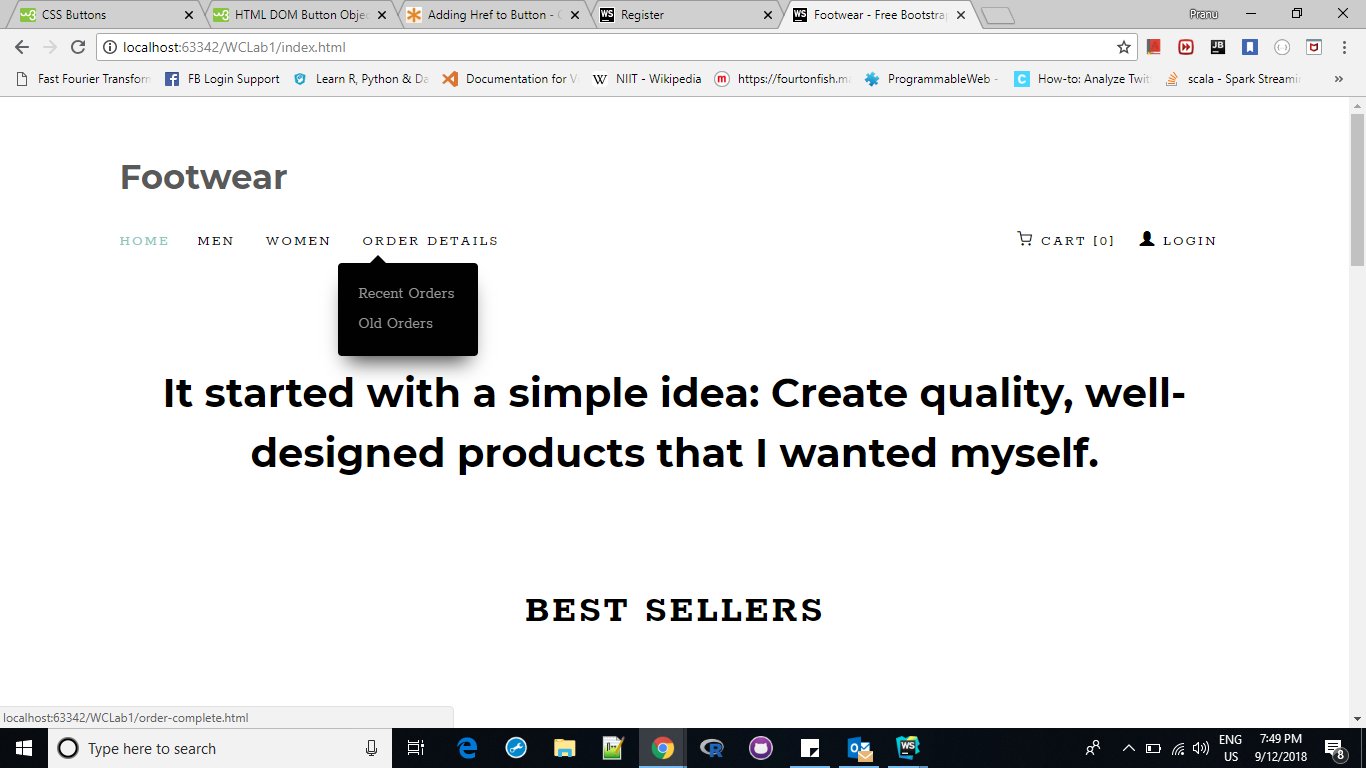 CSS Buttons
HTML DOM Button Obje
Adding Href to Button - 
Register
Footwear - Free Bootstra
Pranu
localhost:63342/WCLab1/index.html
Fast Fourier Transform
FB Login Support
Learn R, Python & Da
Documentation for V
NIIT - Wikipedia
https://fourtonfish.m
ProgrammableWeb -
How-to: Analyze Twit
scala - Spark Streami
Footwear
HOME
MEN
WOMEN
ORDER DETAILS
CART [0]
LOGIN
Recent Orders
Old Orders
It started with a simple idea: Create quality, well-
designed products that I wanted myself.
BEST SELLERS
localhost:63342/WCLab1/order-complete.html
Type here to search
ENG
US
7:49 PM
9/12/2018
8